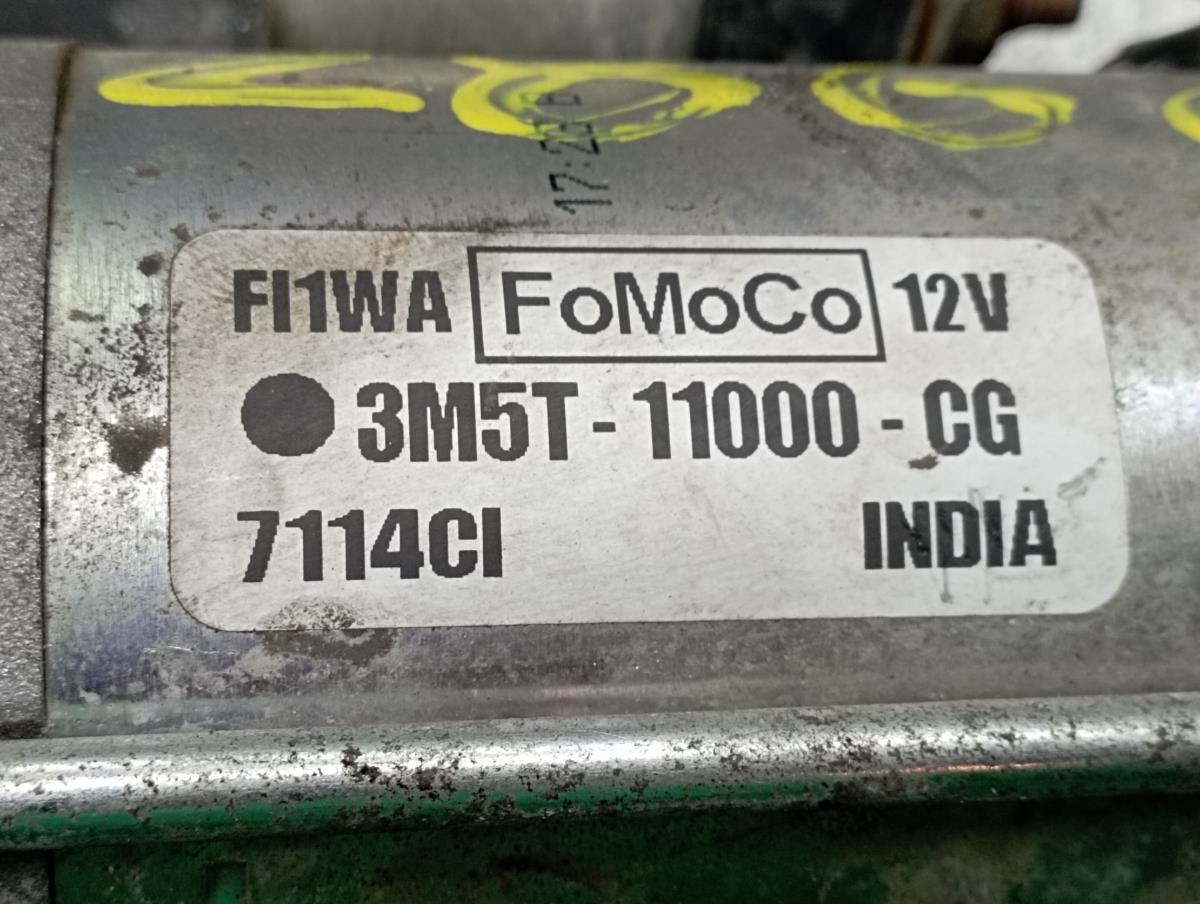 FI1WA FoMoCo 12V
3M5T-11000-CG
7114CI INDIA